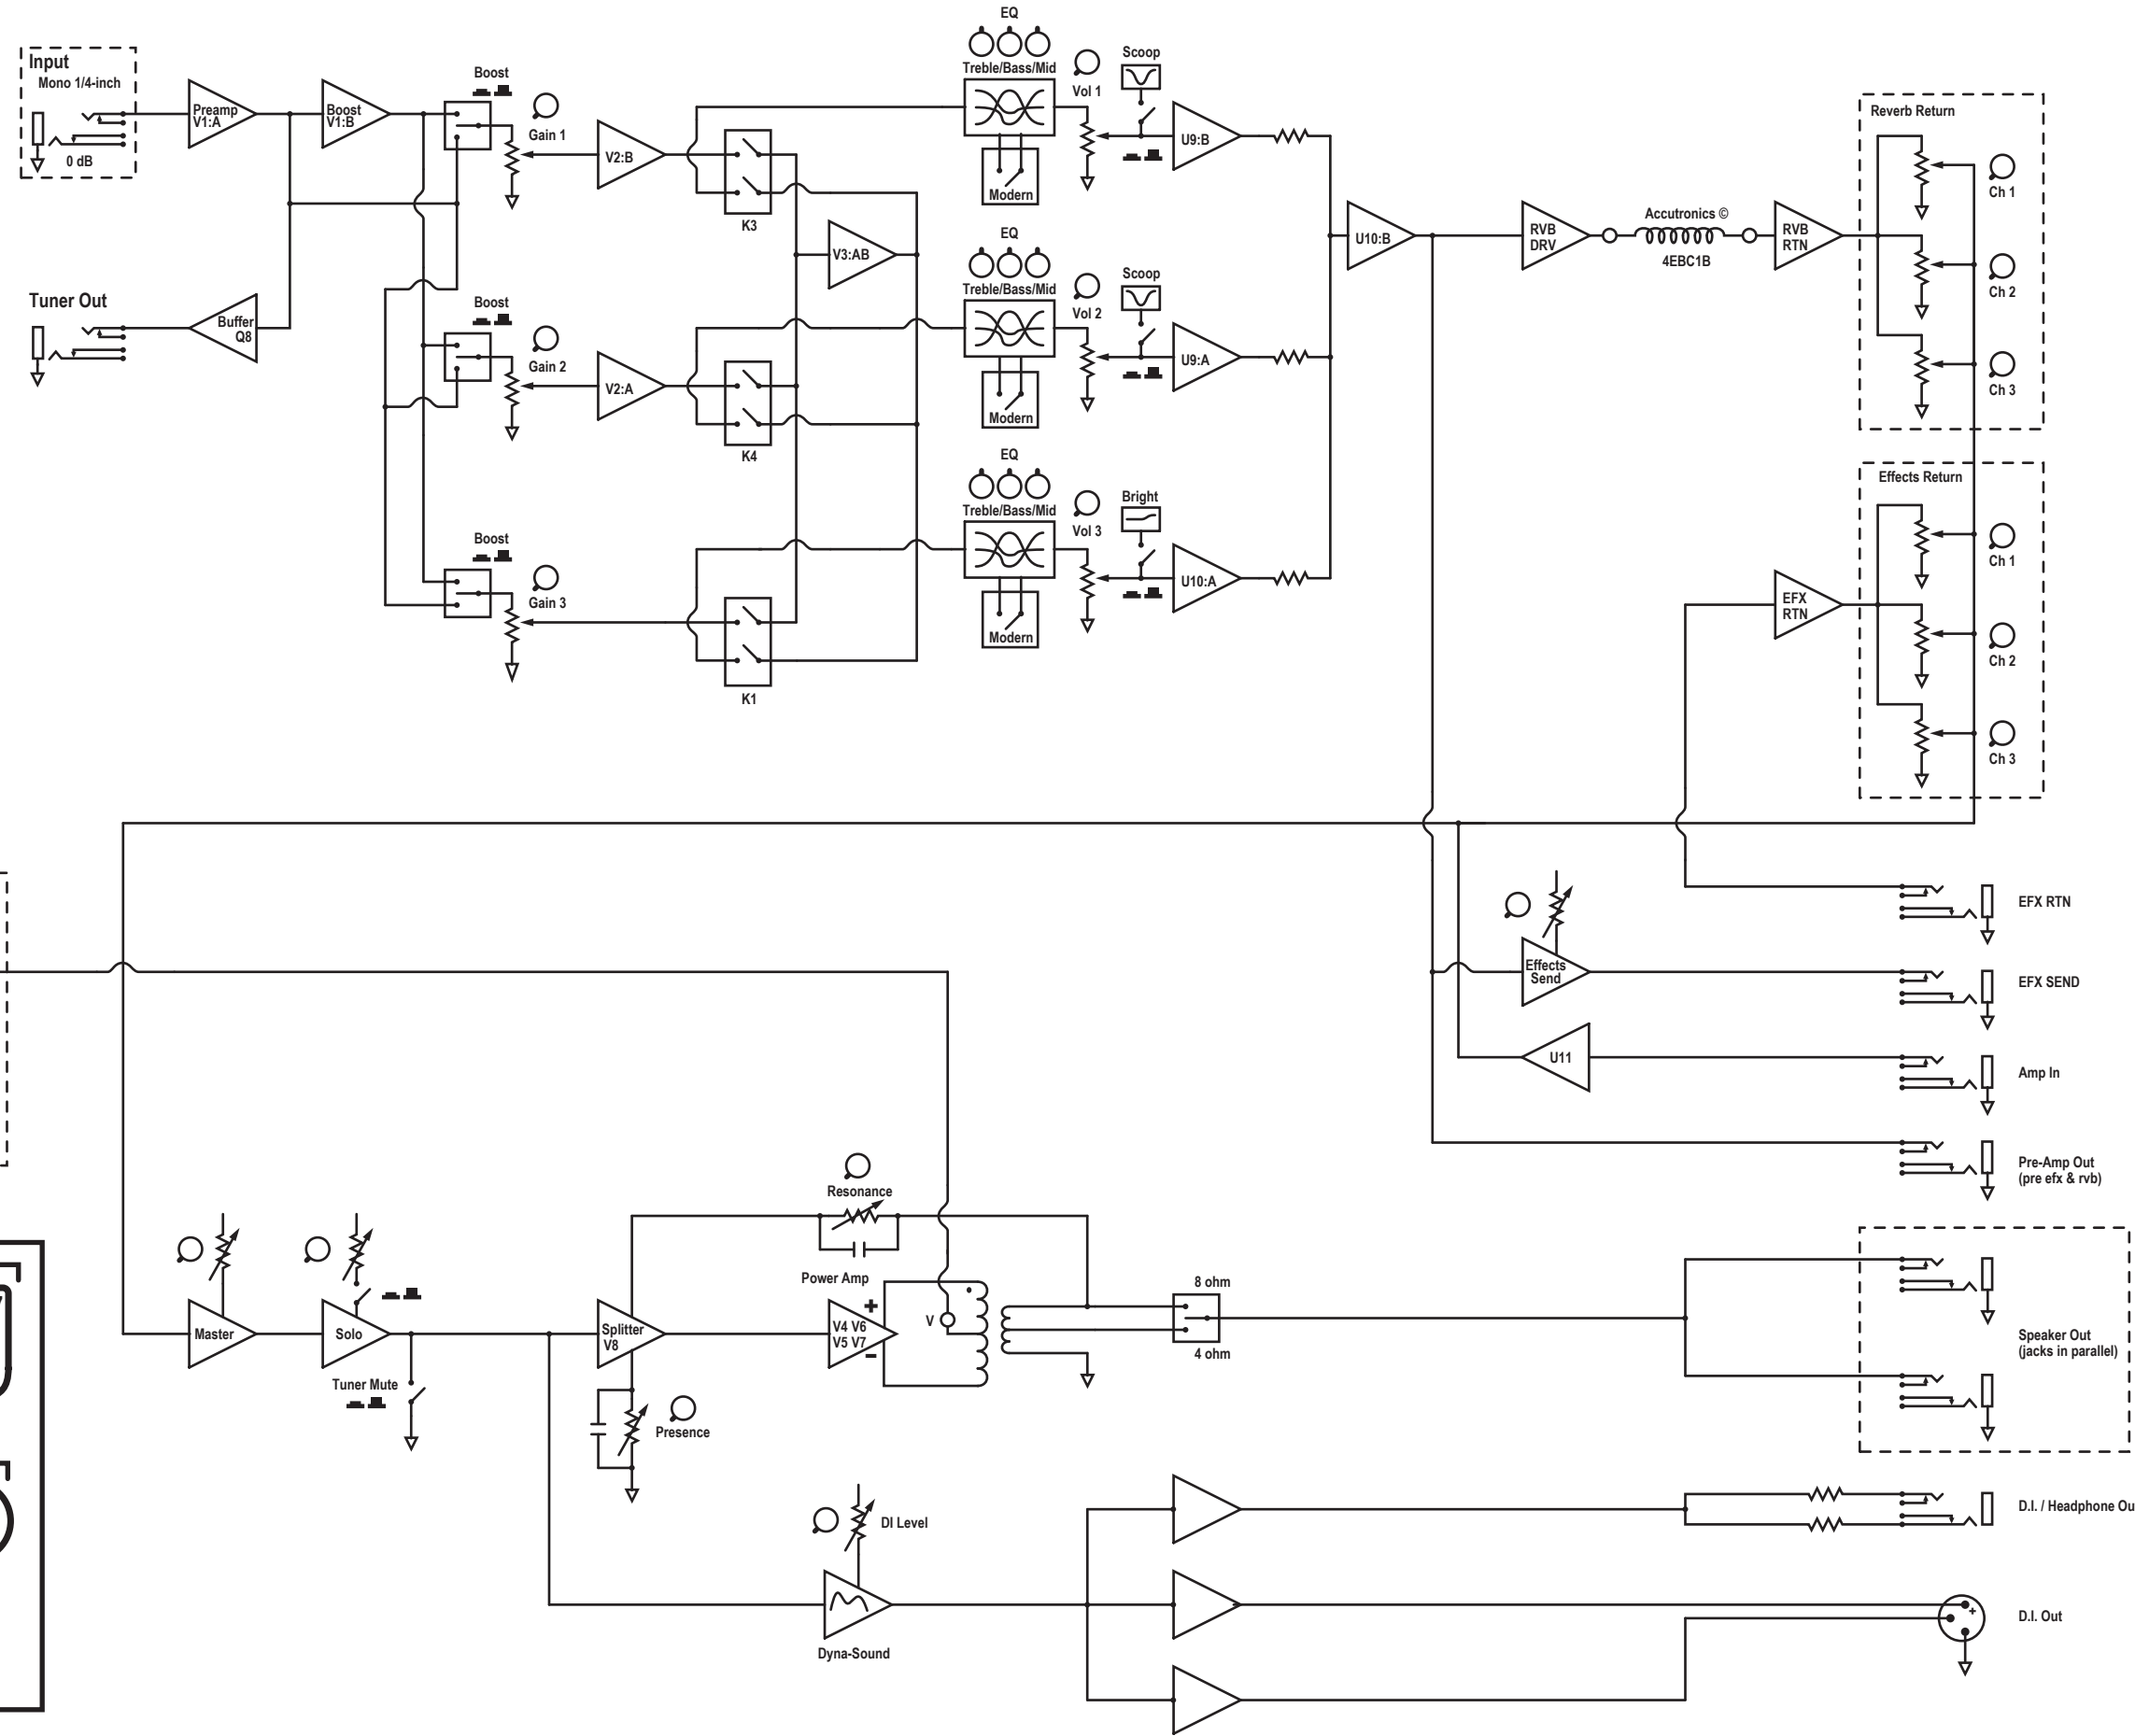 Input
Mono 1/4-inch
0 dB
Preamp
V1:A
Boost
V1:B
Boost
Gain 1
V2:B
K3
EQ
Treble/Bass/Mid
Modern
Vol 1
Scoop
U9:B
Tuner Out
Buffer
Q8
Boost
Gain 2
V2:A
K4
V3:AB
EQ
Treble/Bass/Mid
Modern
Vol 2
Scoop
U9:A
Boost
Gain 3
K1
EQ
Treble/Bass/Mid
Modern
Vol 3
Bright
U10:A
U10:B
RVB
DRV
Accutronics ©
4EBC1B
RVB
RTN
Reverb Return
Ch 1
Ch 2
Ch 3
Effects Return
EFX
RTN
Ch 1
Ch 2
Ch 3
EFX RTN
Effects
Send
EFX SEND
U11
Amp In
Pre-Amp Out
(pre efx & rvb)
Master
Solo
Tuner Mute
Splitter
V8
Resonance
Presence
Power Amp
V4 V6
V5 V7
+
–
V
8 ohm
4 ohm
Speaker Out
(jacks in parallel)
DI Level
Dyna-Sound
D.I. / Headphone Ou
+
D.I. Out